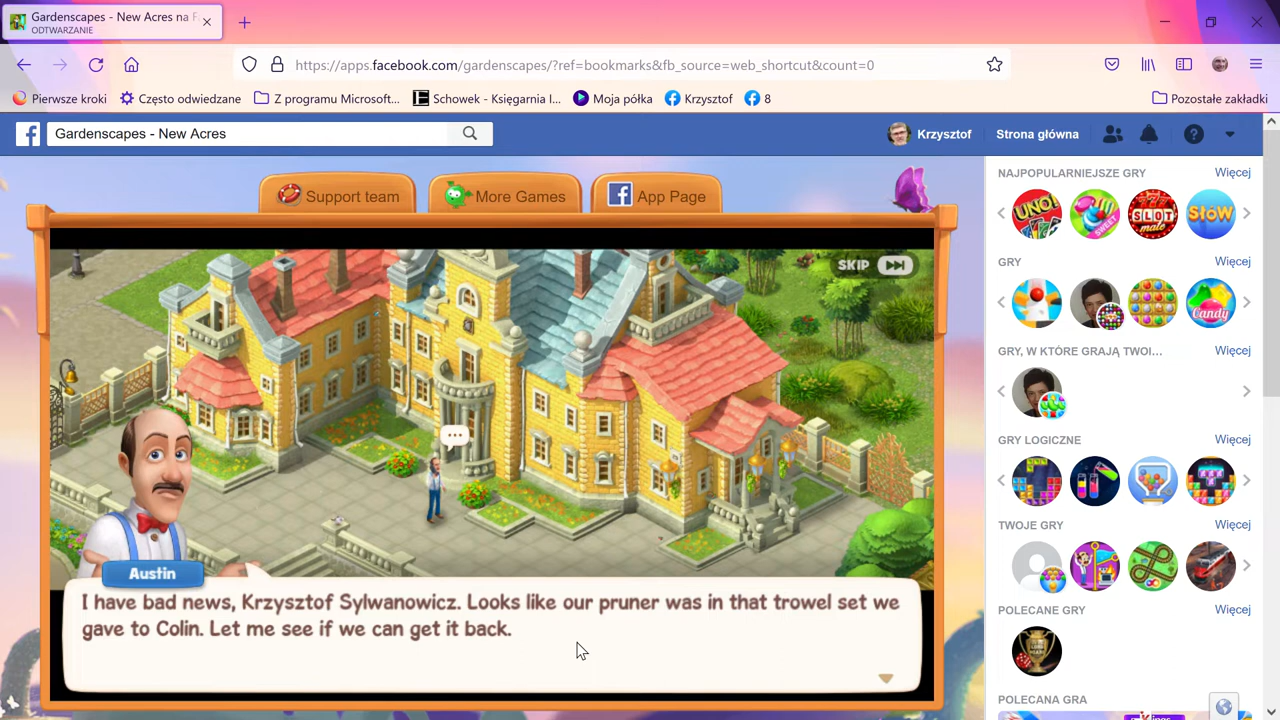 Gardenscapes - New Acres na F
ODTWARZANIE
https://apps.facebook.com/gardenscapes/?ref=bookmarks&fb_source=web_shortcut&count=0
Pierwsze kroki
Często odwiedzane
Z programu Microsoft...
Schowek - Księgarnia I...
Moja półka
Krzysztof
8
Pozostałe zakładki
Gardenscapes - New Acres
Krzysztof
Strona główna
Support team
More Games
App Page
SKIP
Austin
I have bad news, Krzysztof Sylwanowicz. Looks like our pruner was in that trowel set we
gave to Colin. Let me see if we can get it back.
NAJPOPULARNIEJSZE GRY
Więcej
UNO!
SWEET
SLOT
mate
SŁÓW
GRY
Więcej
Candy
GRY, W KTÓRE GRAJĄ TWOI...
Więcej
GRY LOGICZNE
Więcej
TWOJE GRY
Więcej
POLECANE GRY
Więcej
POLECANA GRA